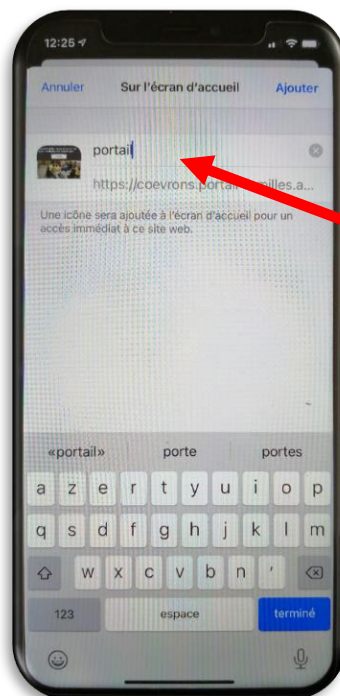 12:25
Annuler Sur l'écran d'accueil Ajouter
portail
https://coevrons.portail-familles.a...
Une icône sera ajoutée à l'écran d'accueil pour un
accès immédiat à ce site web.
«portail» porte portes
a z e r t y u i o p
q s d f g h j k l m
w x c v b n '
123 espace terminé